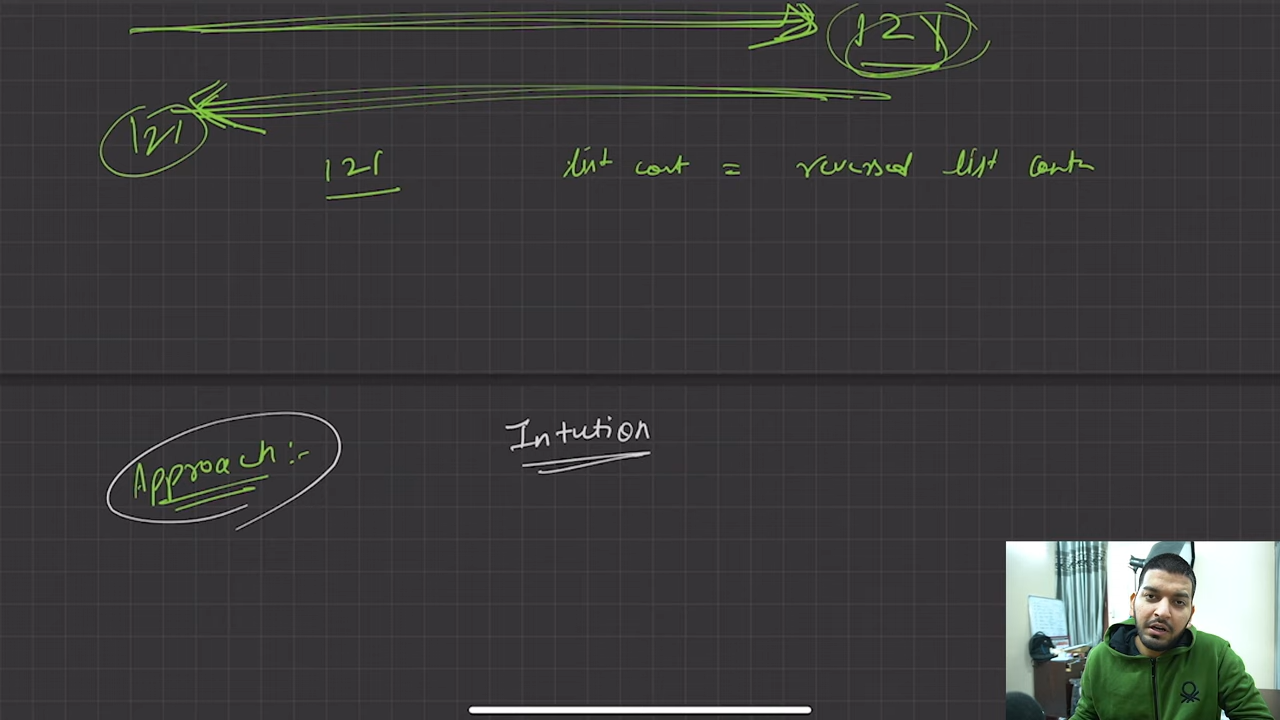 121
121
121 list cont = reversed list conte
Intution
Approach :-